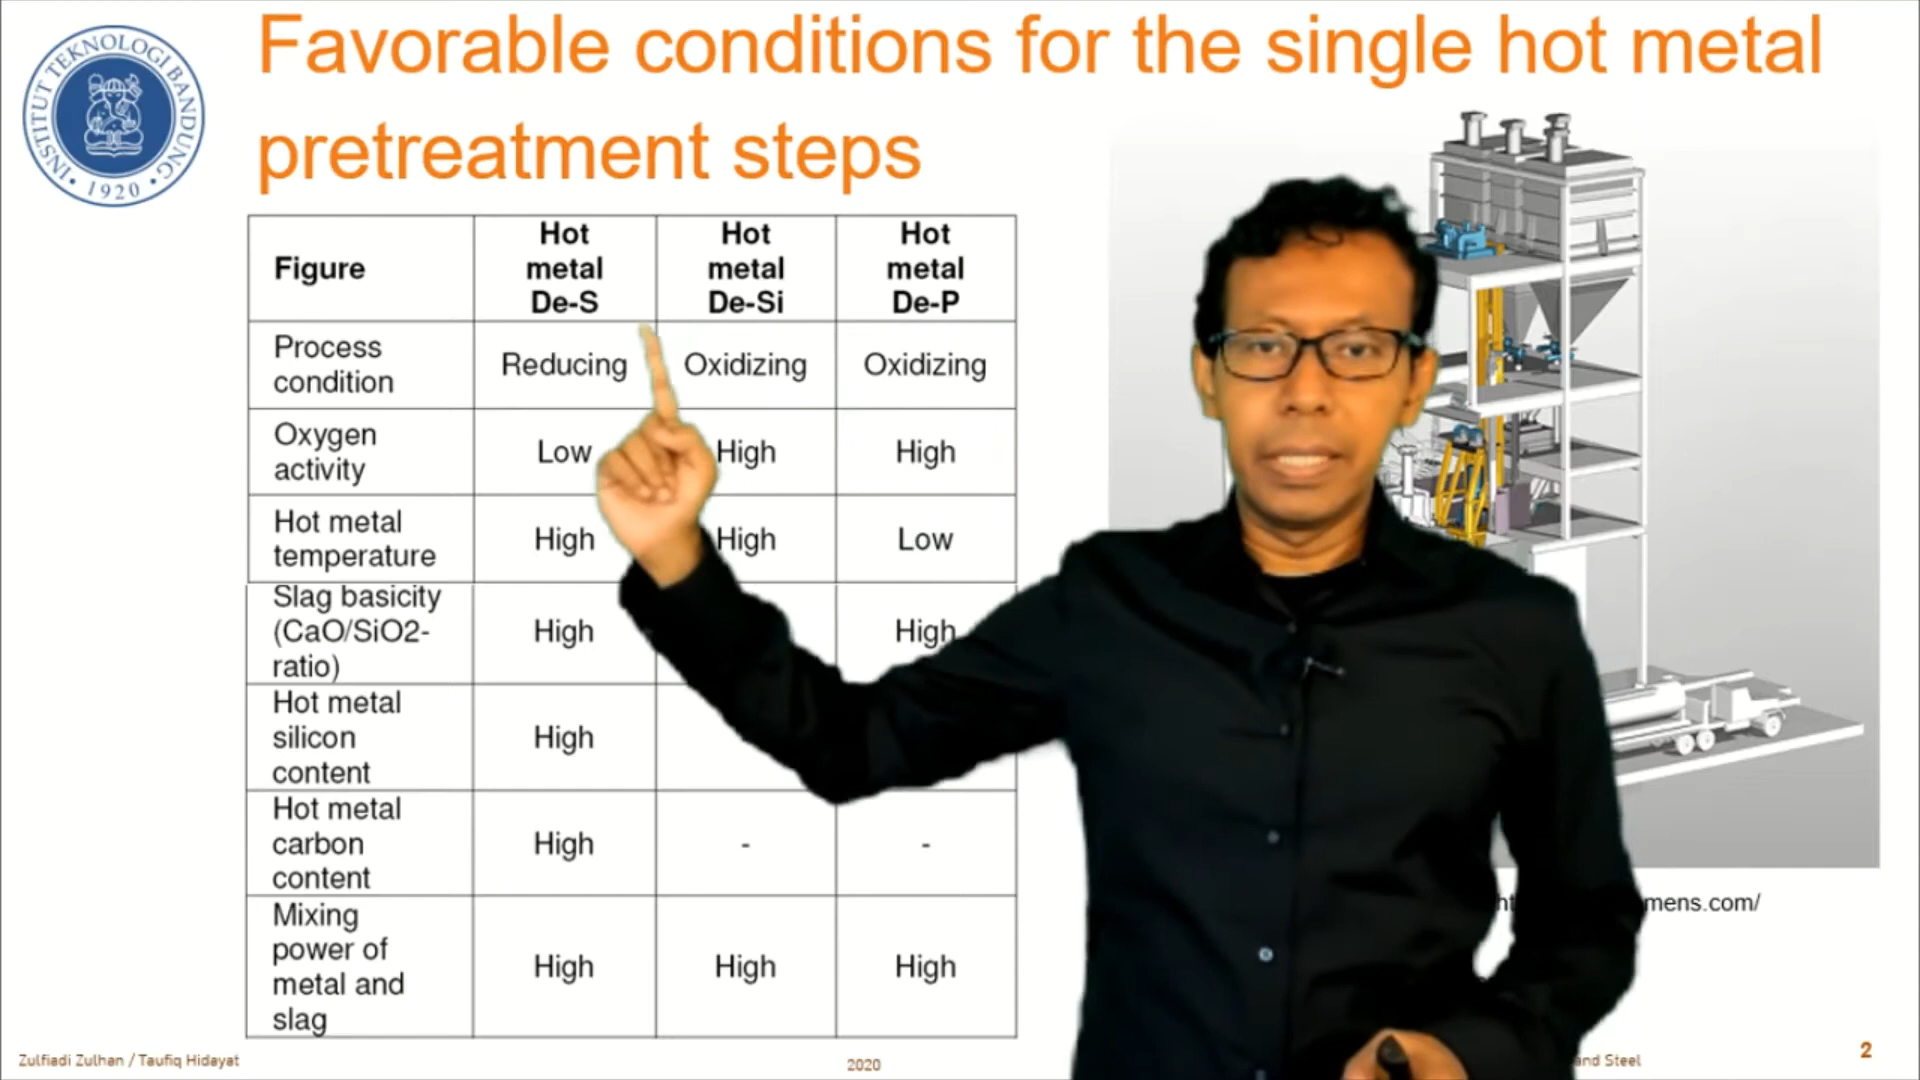 Favorable conditions for the single hot metal
pretreatment steps
INSTITUT TEKNOLOGI BANDUNG
1920
Figure
Hot
metal
De-S
Hot
metal
De-Si
Hot
metal
De-P
Process
condition
Reducing
Oxidizing
Oxidizing
Oxygen
activity
Low
High
High
Hot metal
temperature
High
High
Low
Slag basicity
(CaO/SiO2-
ratio)
High
High
Hot metal
silicon
content
High
Hot metal
carbon
content
High
-
-
Mixing
power of
metal and
slag
High
High
High
mens.com/
Zulfiadi Zulhan / Taufiq Hidayat
2020
and Steel
2